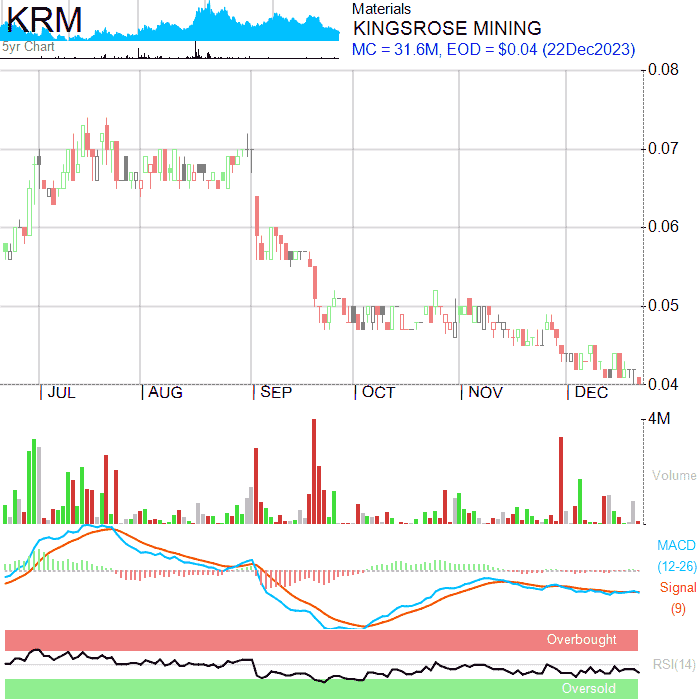 KRM
5yr Chart
Materials
KINGSROSE MINING
MC = 31.6M, EOD = $0.04 (22Dec2023)
0.08
0.07
0.06
0.05
0.04
JUL AUG SEP OCT NOV DEC
4M
Volume
MACD
(12-26)
Signal
(9)
Overbought
RSI(14)
Oversold